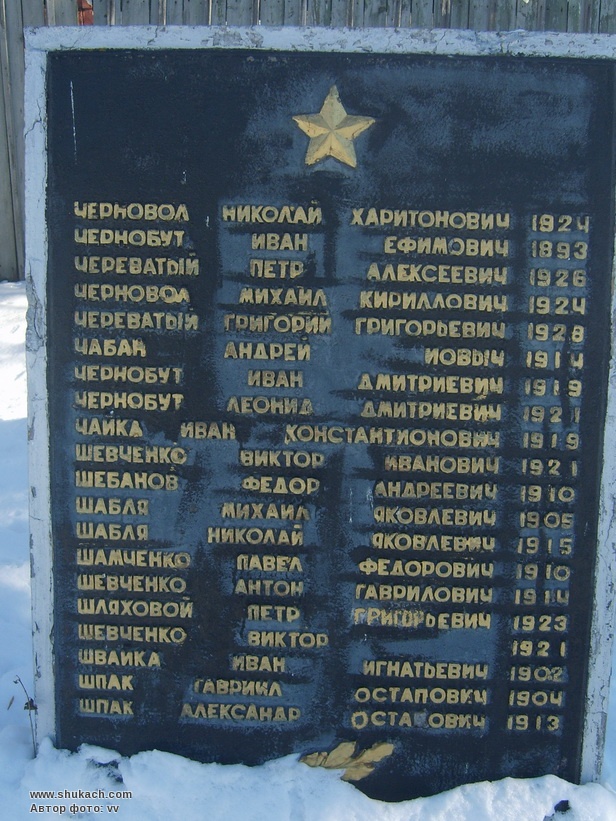 ЧЕРНОВОЛ НИКОЛАЙ ХАРИТОНОВИЧ 1924
ЧЕРНОБУТ ИВАН ЕФИМОВИЧ 1893
ЧЕРЕВАТЫЙ ПЕТР АЛЕКСЕЕВИЧ 1926
ЧЕРНОВОЛ МИХАИЛ КИРИЛЛОВИЧ 1924
ЧЕРЕВАТЫЙ ГРИГОРИЙ ГРИГОРЬЕВИЧ 1928
ЧАБАН АНДРЕЙ ИОВЫЧ 1914
ЧЕРНОБУТ ИВАН ДМИТРИЕВИЧ 1919
ЧЕРНОБУТ ЛЕОНИД ДМИТРИЕВИЧ 1921
ЧАЙКА ИВАН КОНСТАНТИОНОВИЧ 1919
ШЕВЧЕНКО ВИКТОР ИВАНОВИЧ 1921
ШЕБАНОВ ФЕДОР АНДРЕЕВИЧ 1910
ШАБЛЯ МИХАИЛ ЯКОВЛЕВИЧ 1905
ШАБЛЯ НИКОЛАЙ ЯКОВЛЕВИЧ 1915
ШАМЧЕНКО ПАВЕЛ ФЕДОРОВИЧ 1910
ШЕВЧЕНКО АНТОН ГАВРИЛОВИЧ 1914
ШЛЯХОВОЙ ПЕТР ГРИГОРЬЕВИЧ 1923
ШЕВЧЕНКО ВИКТОР 1921
ШВАЙКА ИВАН ИГНАТЬЕВИЧ 1902
ШПАК ГАВРИИЛ ОСТАПОВИЧ 1904
ШПАК АЛЕКСАНДР ОСТАПОВИЧ 1913
www.shukach.com
Автор фото: vv